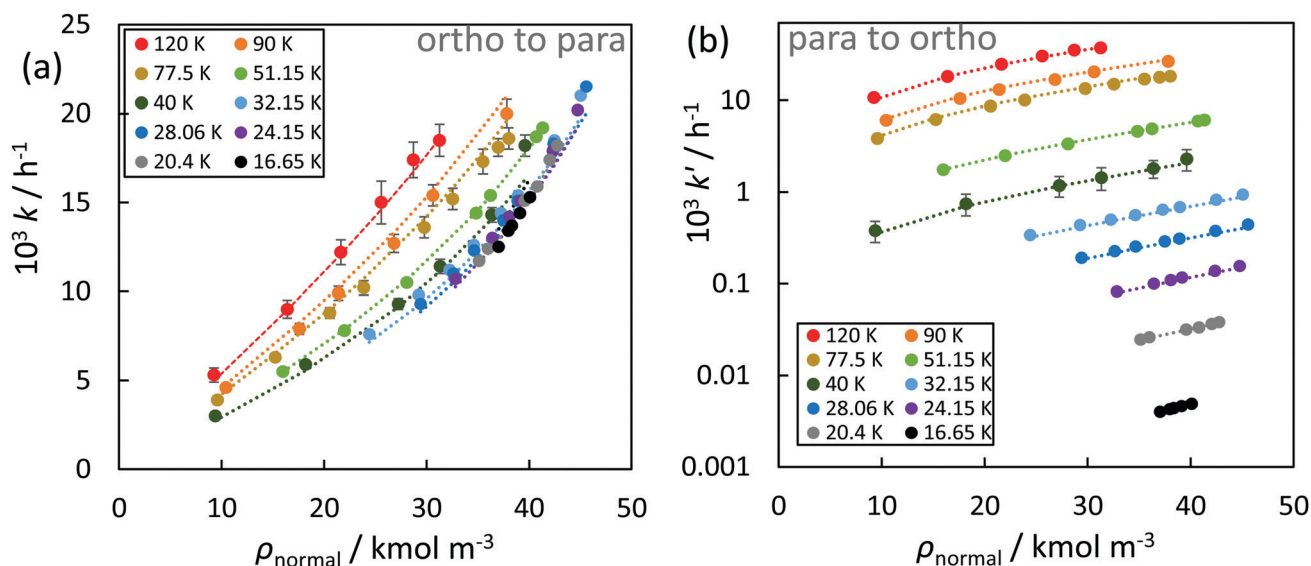 (a)
ortho to para
120 K 90 K
77.5 K 51.15 K
40 K 32.15 K
28.06 K 24.15 K
20.4 K 16.65 K
25
20
15
10
5
0
10³ k / h⁻¹
0 10 20 30 40 50
ρnormal / kmol m⁻³
(b)
para to ortho
10
1
0.1
0.01
0.001
10³ k′ / h⁻¹
120 K 90 K
77.5 K 51.15 K
40 K 32.15 K
28.06 K 24.15 K
20.4 K 16.65 K
0 10 20 30 40 50
ρnormal / kmol m⁻³